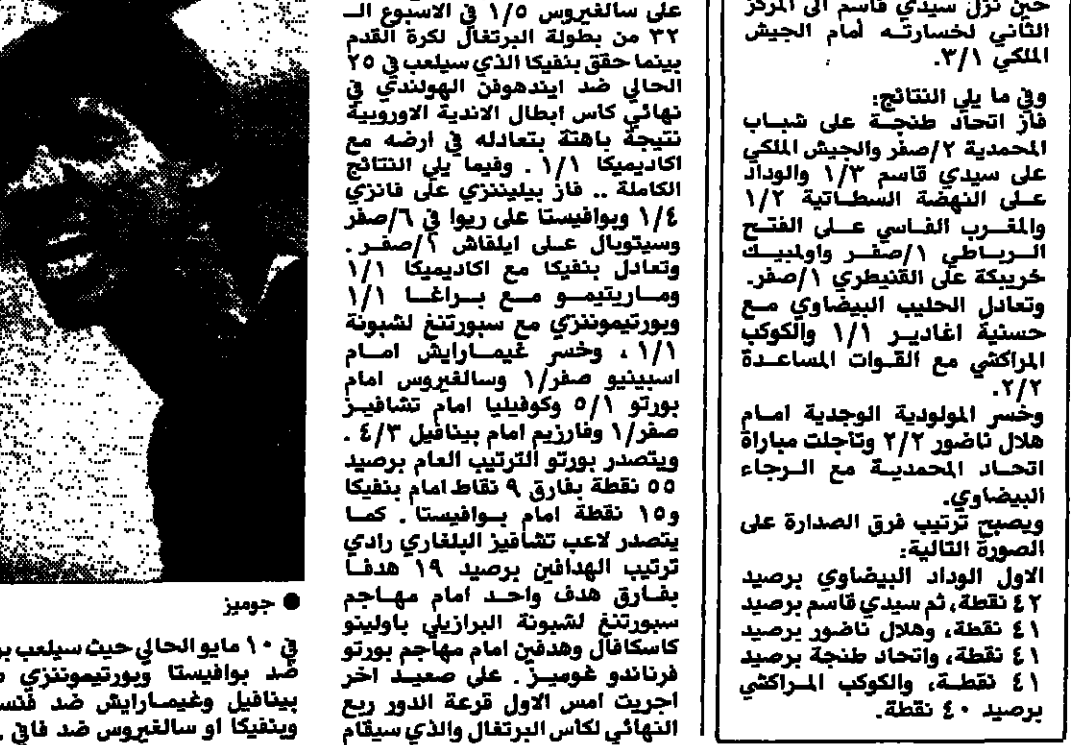 حين نزل سيدي قاسم الى المركز
الثاني لخسارته أمام الجيش
الملكي ٣/١.
وفي ما يلي النتائج:
فاز اتحاد طنجة على شباب
المحمدية ٢/صفر والجيش الملكي
على سيدي قاسم ١/٣ والوداد
على النهضة السطاتية ١/٢
والمغرب الفاسي على الفتح
الرباطي ١/صفر واولمبيك
خريبكة على القنيطري ١/صفر.
وتعادل الحليب البيضاوي مع
حسنية اغادير ١/١ والكوكب
المراكشي مع القوات المساعدة
٢/٢.
وخسر المولودية الوجدية امام
هلال ناضور ٢/٢ وتأجلت مباراة
اتحاد المحمدية مع الرجاء
البيضاوي.
ويصبح ترتيب فرق الصدارة على
الصورة التالية:
الاول الوداد البيضاوي برصيد
٤٢ نقطة، ثم سيدي قاسم برصيد
٤١ نقطة، وهلال ناضور برصيد
٤١ نقطة، واتحاد طنجة برصيد
٤١ نقطة، والكوكب المراكشي
برصيد ٤٠ نقطة.
على سالغيروس ١/٥ في الاسبوع الـ
٣٢ من بطولة البرتغال لكرة القدم
بينما حقق بنفيكا الذي سيلعب في ٢٥
الحالي ضد ايندهوفن الهولندي في
نهائي كأس ابطال الاندية الاوروبية
نتيجة باهتة بتعادله في ارضه مع
اكاديميكا ١/١ . وفيما يلي النتائج
الكاملة .. فاز بيليننزي على فانزي
١/٤ وبوافيستا على ريوا في ٦/صفر
وسيتوبال على ايلفاش ٢/صفر .
وتعادل بنفيكا مع اكاديميكا ١/١
وماريتيمو مع براغا ١/١
وبورتيموننزي مع سبورتنغ لشبونة
١/١ ، وخسر غيمارايش امام
اسبينيو صفر/١ وسالغيروس امام
بورتو ٥/١ وكوفيليا امام تشافيز
صفر/١ وفارزيم امام بينافيل ٤/٣ .
ويتصدر بورتو الترتيب العام برصيد
٥٥ نقطة بفارق ٩ نقاط امام بنفيكا
و١٥ نقطة امام بوافيستا . كما
يتصدر لاعب تشافيز البلغاري رادي
ترتيب الهدافين برصيد ١٩ هدفا
بفارق هدف واحد امام مهاجم
سبورتنغ لشبونة البرازيلي باولينو
كاسكافال وهدفين امام مهاجم بورتو
فرناندو غوميز . على صعيد اخر
اجريت امس الاول قرعة الدور ربع
النهائي لكأس البرتغال والذي سيقام
● جوميز
في ١٠ مايو الحالي حيث سيلعب
ضد بوافيستا وبورتيموننزي
بينافيل وغيمارايش ضد
وبنفيكا او سالغيروس ضد فاق .